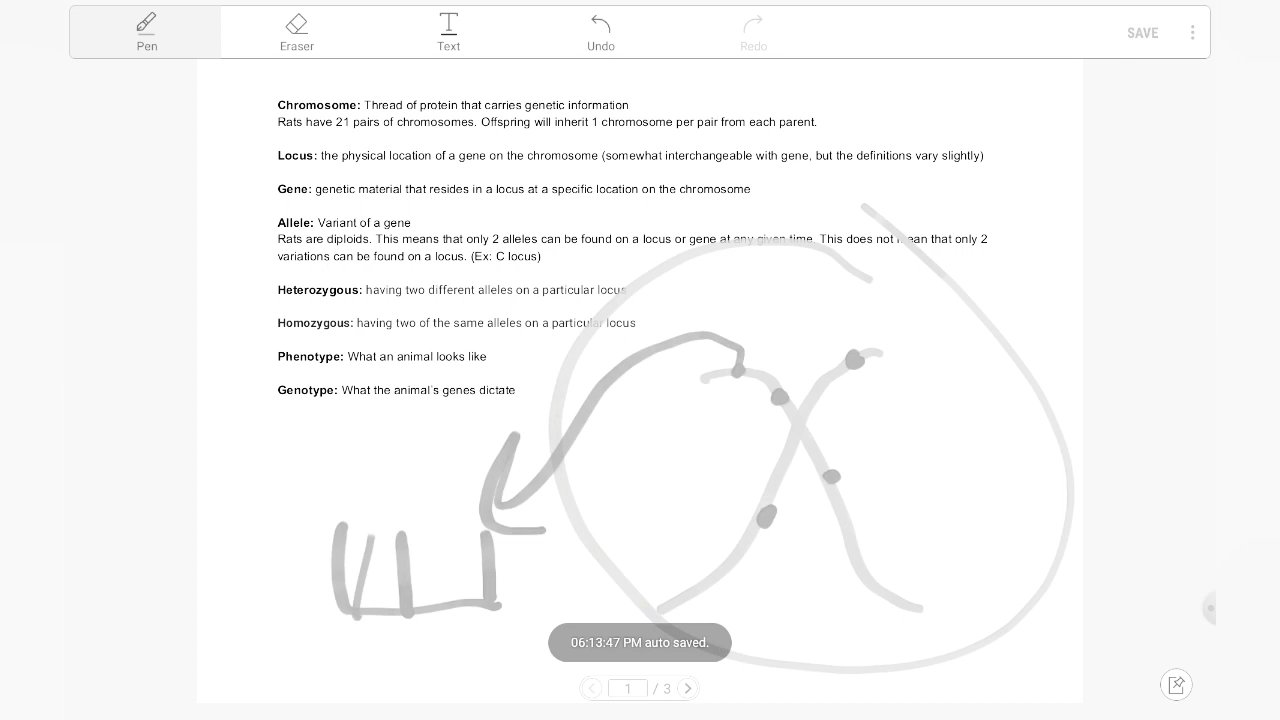 Pen
Eraser
Text
Undo
Redo
SAVE
Chromosome: Thread of protein that carries genetic information
Rats have 21 pairs of chromosomes. Offspring will inherit 1 chromosome per pair from each parent.
Locus: the physical location of a gene on the chromosome (somewhat interchangeable with gene, but the definitions vary slightly)
Gene: genetic material that resides in a locus at a specific location on the chromosome
Allele: Variant of a gene
Rats are diploids. This means that only 2 alleles can be found on a locus or gene at any given time. This does not mean that only 2
variations can be found on a locus. (Ex: C locus)
Heterozygous: having two different alleles on a particular locus
Homozygous: having two of the same alleles on a particular locus
Phenotype: What an animal looks like
Genotype: What the animal's genes dictate
06:13:47 PM auto saved.
1 / 3